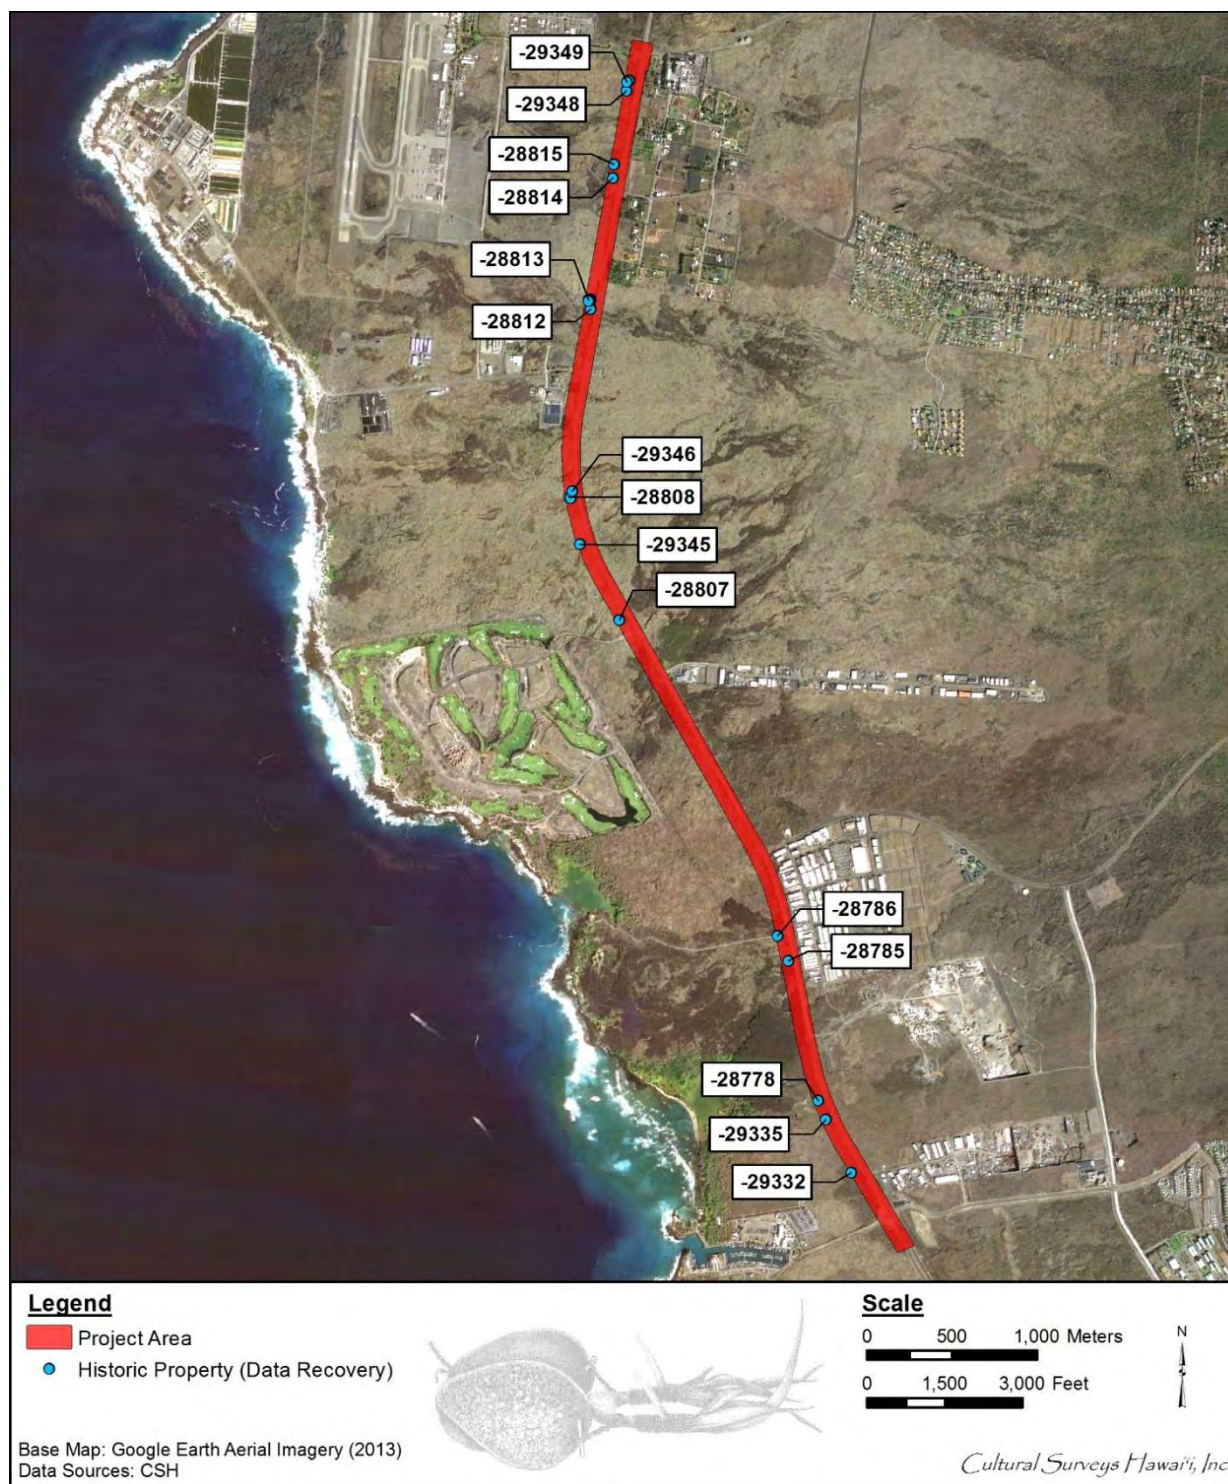 -29349
-29348
-28815
-28814
-28813
-28812
-29346
-28808
-29345
-28807
-28786
-28785
-28778
-29335
-29332
Legend
Project Area
Historic Property (Data Recovery)
Base Map: Google Earth Aerial Imagery (2013)
Data Sources: CSH
Scale
0 500 1,000 Meters
0 1,500 3,000 Feet
N
Cultural Surveys Hawai‘i, Inc